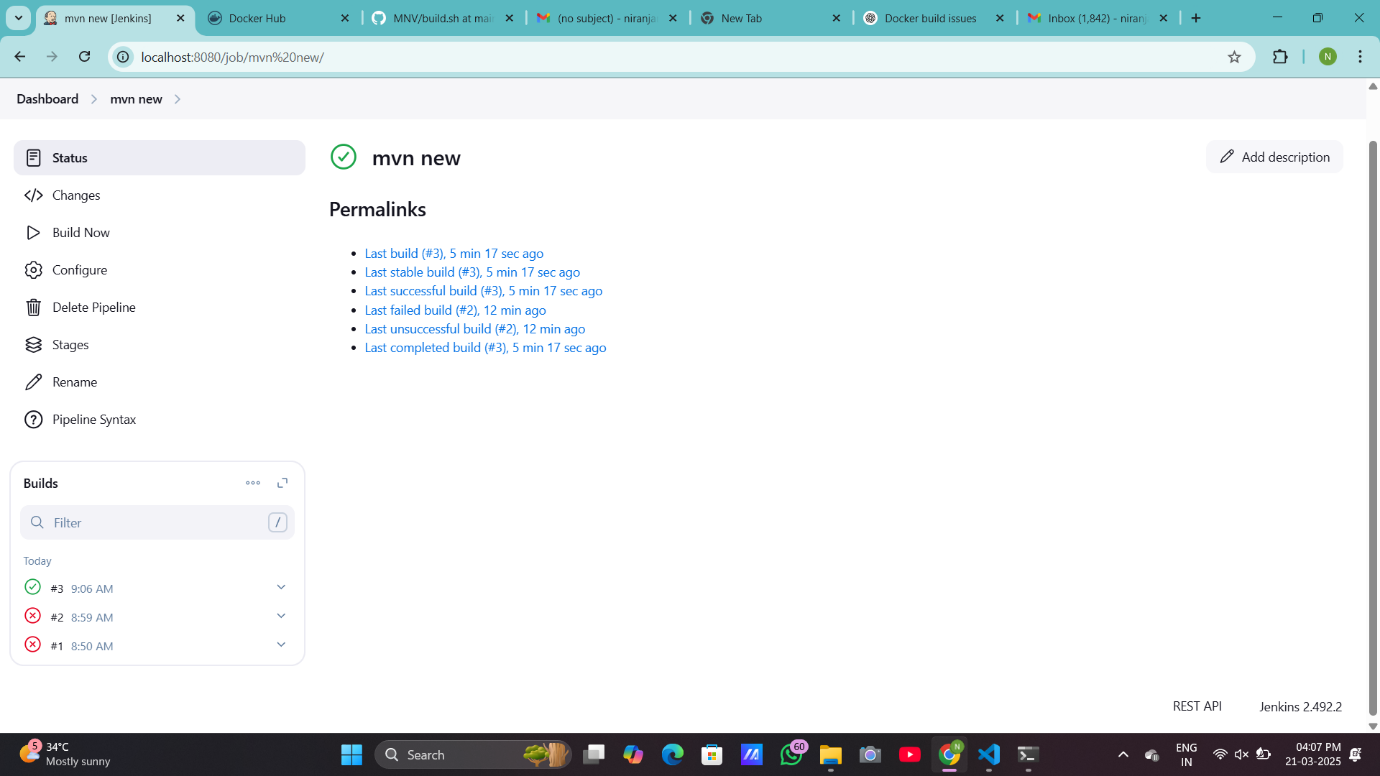 mvn new [Jenkins]
Docker Hub
MNV/build.sh at mai
(no subject) - niranja
New Tab
Docker build issues
Inbox (1,842) - niranj
localhost:8080/job/mvn%20new/
N
Dashboard
mvn new
Status
Changes
Build Now
Configure
Delete Pipeline
Stages
Rename
Pipeline Syntax
mvn new
Add description
Permalinks
Last build (#3), 5 min 17 sec ago
Last stable build (#3), 5 min 17 sec ago
Last successful build (#3), 5 min 17 sec ago
Last failed build (#2), 12 min ago
Last unsuccessful build (#2), 12 min ago
Last completed build (#3), 5 min 17 sec ago
Builds
Filter
/
Today
#3 9:06 AM
#2 8:59 AM
#1 8:50 AM
REST API
Jenkins 2.492.2
5
34°C
Mostly sunny
Search
60
N
ENG
IN
04:07 PM
21-03-2025